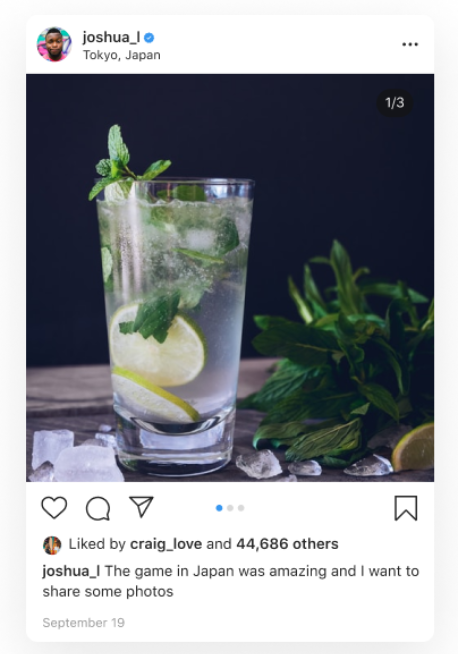 joshua_l
Tokyo, Japan
1/3
Liked by craig_love and 44,686 others
joshua_l The game in Japan was amazing and I want to
share some photos
September 19